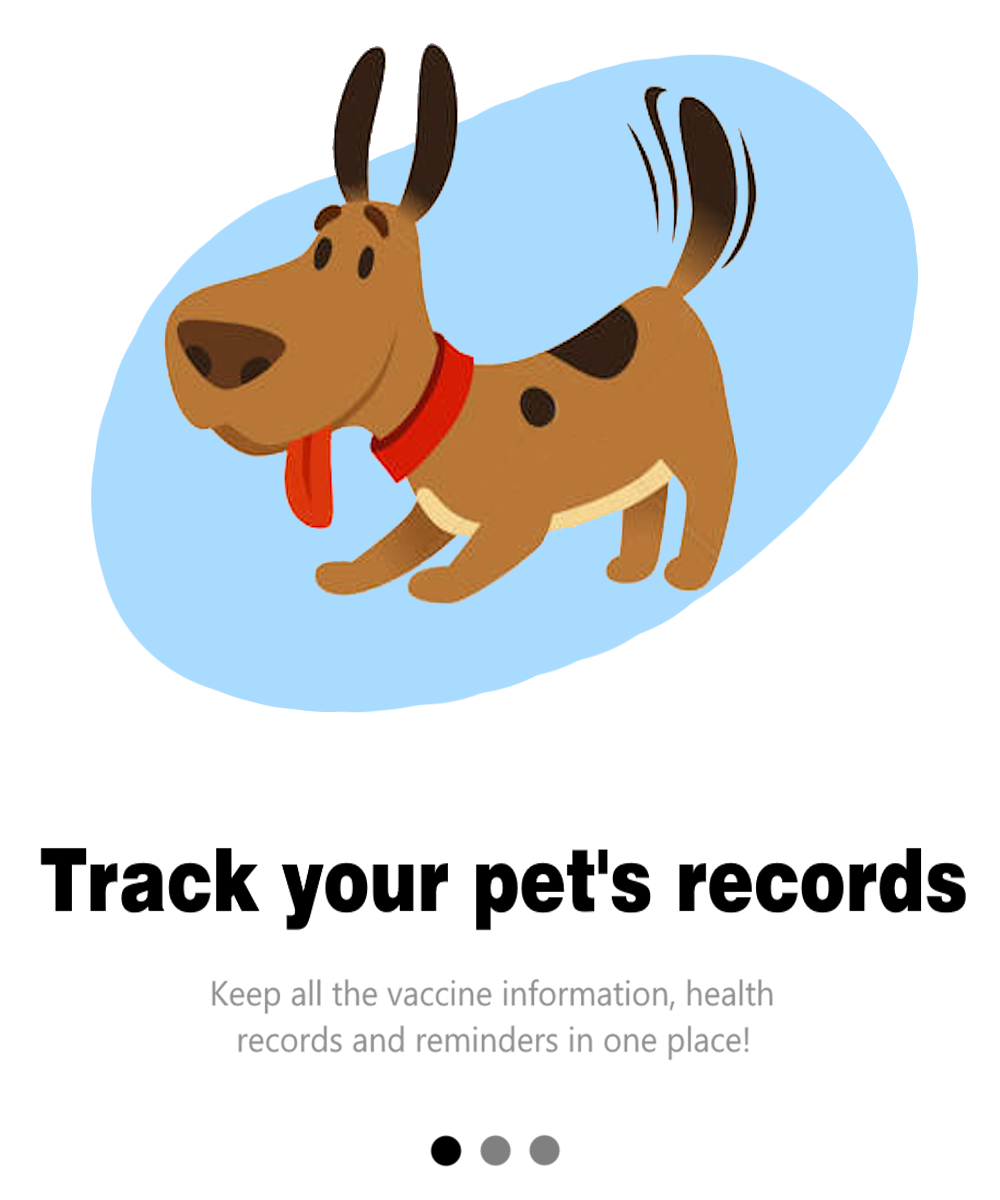 Track your pet's records
Keep all the vaccine information, health
records and reminders in one place!